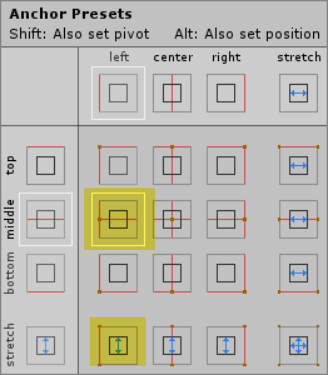 Anchor Presets
Shift: Also set pivot Alt: Also set position
left center right stretch
top
middle
bottom
stretch